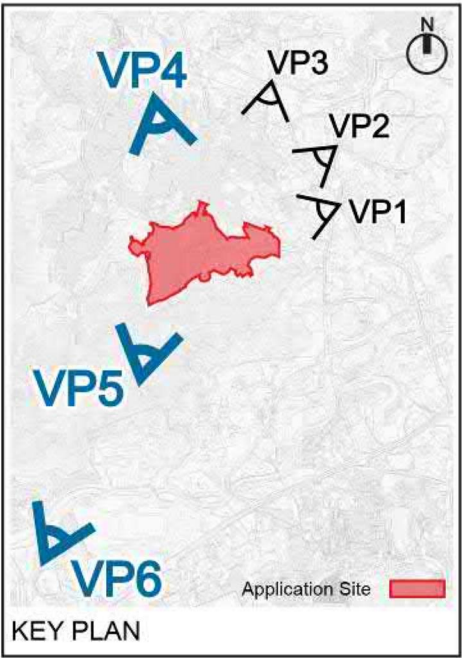 N
VP4
VP3
VP2
VP1
VP5
VP6
Application Site
KEY PLAN